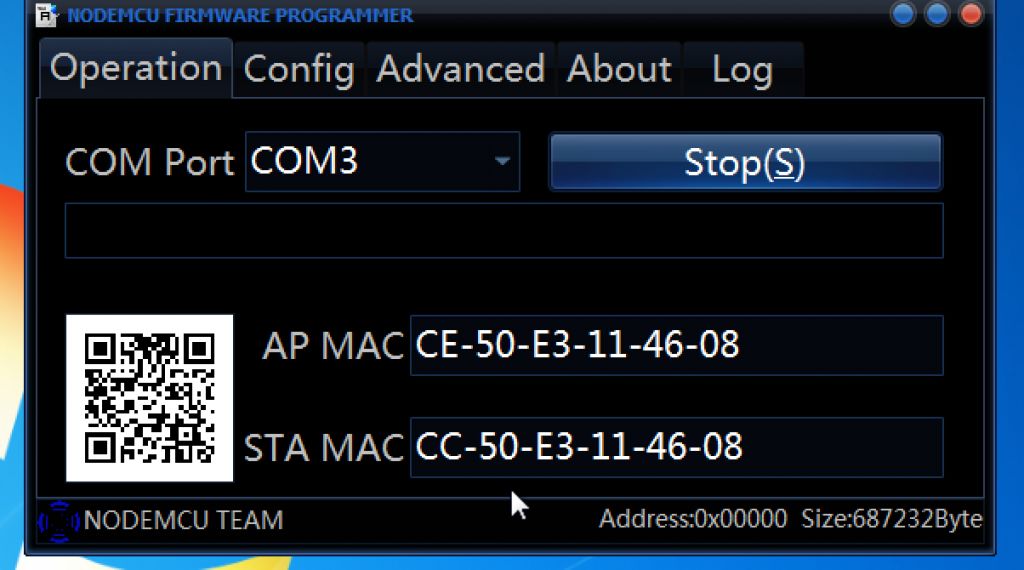 NODEMCU FIRMWARE PROGRAMMER
Operation Config Advanced About Log
COM Port COM3 Stop(S)
AP MAC CE-50-E3-11-46-08
STA MAC CC-50-E3-11-46-08
NODEMCU TEAM Address:0x00000 Size:687232Byte